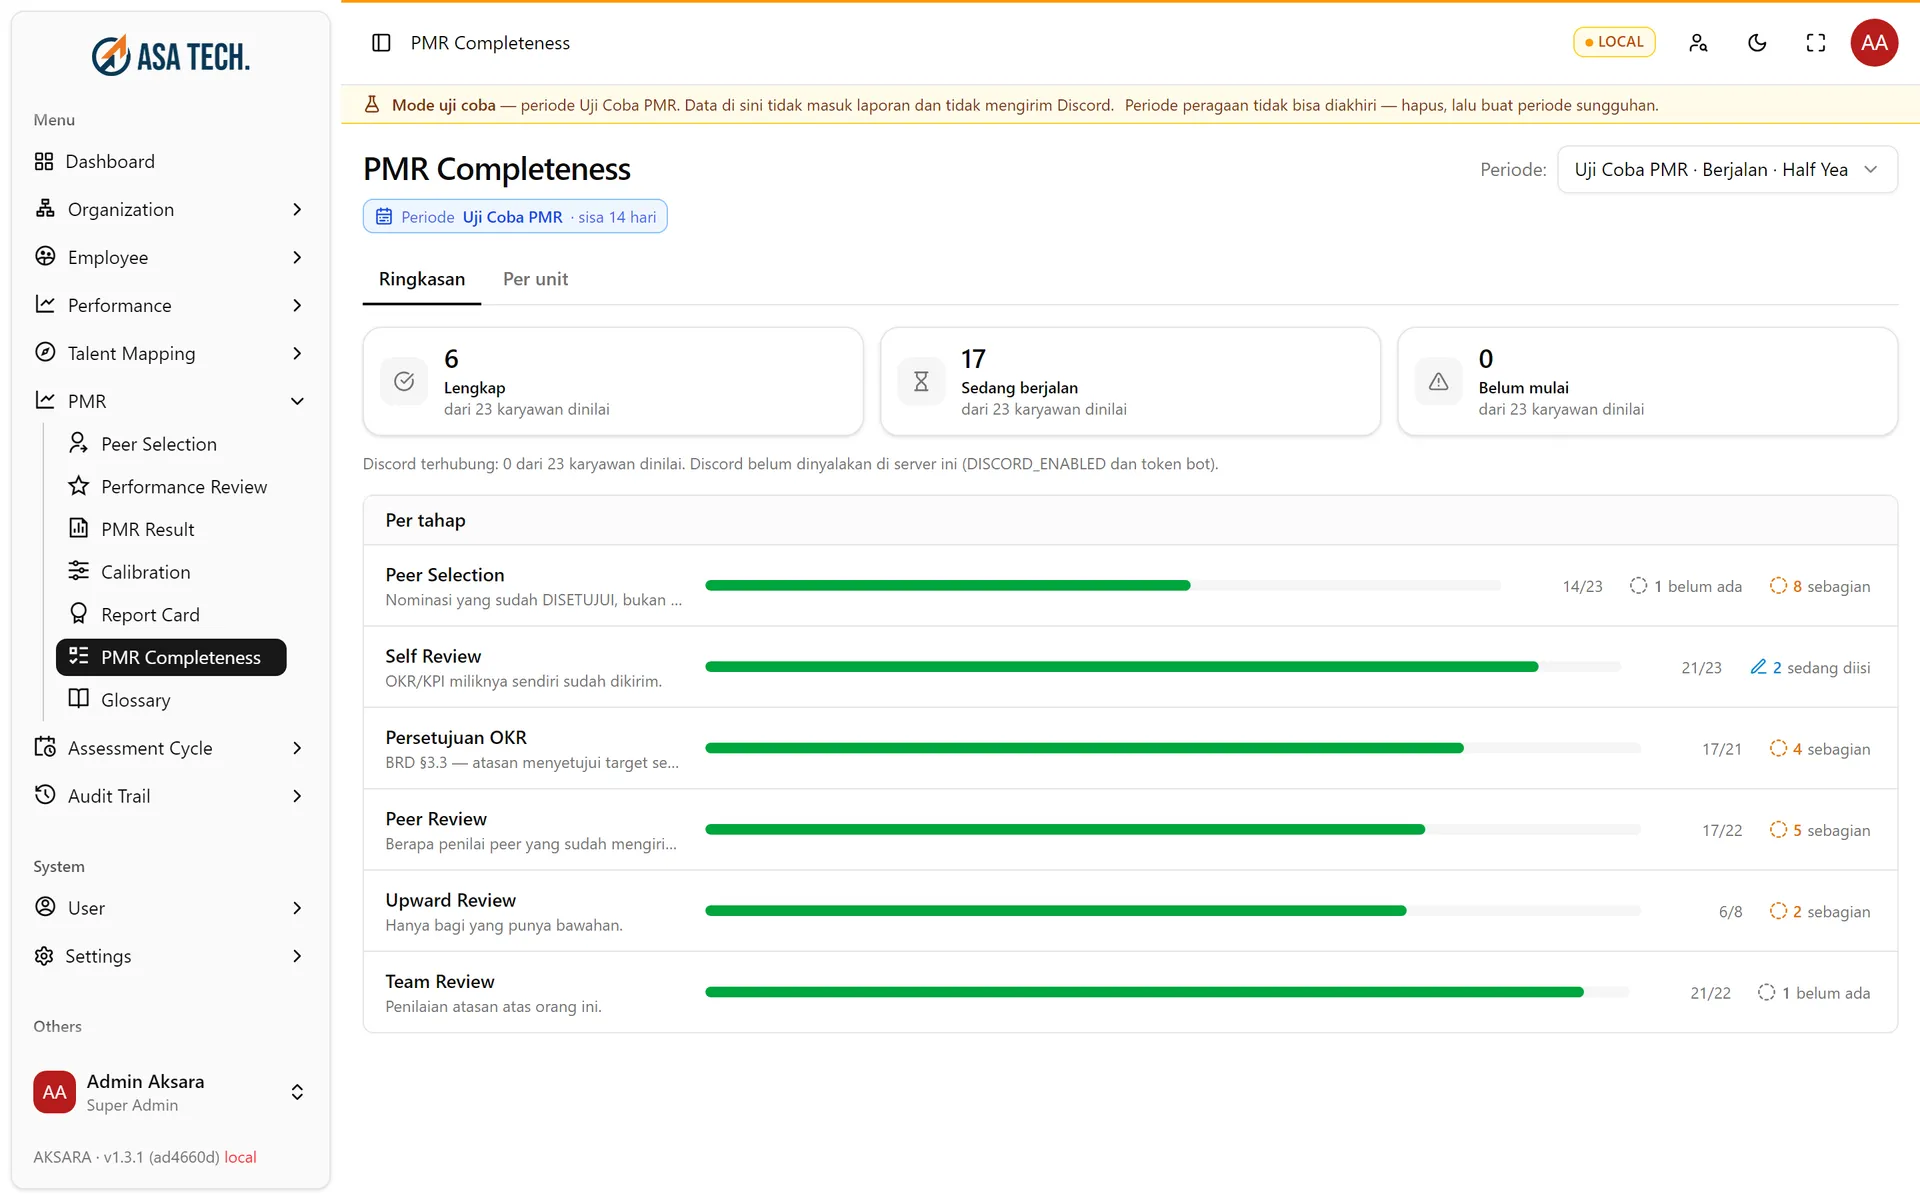 ASA TECH.
Menu
Dashboard
Organization
Employee
Performance
Talent Mapping
PMR
Peer Selection
Performance Review
PMR Result
Calibration
Report Card
PMR Completeness
Glossary
Assessment Cycle
Audit Trail
System
User
Settings
Others
AA
Admin Aksara
Super Admin
AKSARA · v1.3.1 (ad4660d) local
PMR Completeness
LOCAL
AA
Mode uji coba — periode Uji Coba PMR. Data di sini tidak masuk laporan dan tidak mengirim Discord. Periode peragaan tidak bisa diakhiri — hapus, lalu buat periode sungguhan.
PMR Completeness
Periode: Uji Coba PMR · Berjalan · Half Yea
Periode Uji Coba PMR · sisa 14 hari
Ringkasan Per unit
6
Lengkap
dari 23 karyawan dinilai
17
Sedang berjalan
dari 23 karyawan dinilai
0
Belum mulai
dari 23 karyawan dinilai
Discord terhubung: 0 dari 23 karyawan dinilai. Discord belum dinyalakan di server ini (DISCORD_ENABLED dan token bot).
Per tahap
Peer Selection
Nominasi yang sudah DISETUJUI, bukan ...
14/23 1 belum ada 8 sebagian
Self Review
OKR/KPI miliknya sendiri sudah dikirim.
21/23 2 sedang diisi
Persetujuan OKR
BRD §3.3 — atasan menyetujui target se...
17/21 4 sebagian
Peer Review
Berapa penilai peer yang sudah mengiri...
17/22 5 sebagian
Upward Review
Hanya bagi yang punya bawahan.
6/8 2 sebagian
Team Review
Penilaian atasan atas orang ini.
21/22 1 belum ada